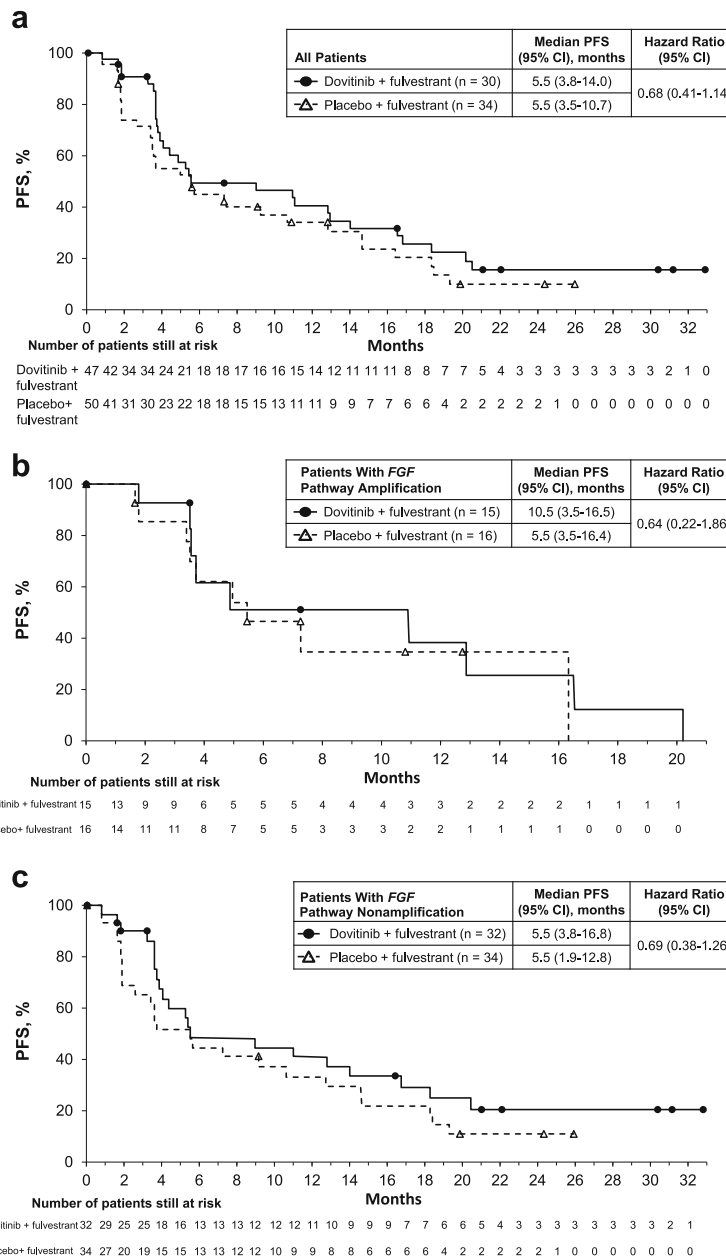 a
All Patients
Median PFS (95% CI), months
Hazard Ratio (95% CI)
Dovitinib + fulvestrant (n = 30) 5.5 (3.8-14.0)
Placebo + fulvestrant (n = 34) 5.5 (3.5-10.7)
0.68 (0.41-1.14
PFS, %
100
80
60
40
20
0
0 2 4 6 8 10 12 14 16 18 20 22 24 26 28 30 32
Months
Number of patients still at risk
Dovitinib + fulvestrant 47 42 34 34 24 21 18 18 17 16 16 15 14 12 11 11 11 8 8 7 7 5 4 3 3 3 3 3 3 3 3 2 1 0
Placebo+ fulvestrant 50 41 31 30 23 22 18 18 15 15 13 11 11 9 9 7 7 6 6 4 2 2 2 2 1 0 0 0 0 0 0 0 0 0
b
Patients With FGF Pathway Amplification
Median PFS (95% CI), months
Hazard Ratio (95% CI)
Dovitinib + fulvestrant (n = 15) 10.5 (3.5-16.5)
Placebo + fulvestrant (n = 16) 5.5 (3.5-16.4)
0.64 (0.22-1.86
PFS, %
100
80
60
40
20
0
0 2 4 6 8 10 12 14 16 18 20
Months
Number of patients still at risk
itinib + fulvestrant 15 13 9 9 6 5 5 5 4 4 4 3 3 2 2 2 2 1 1 1 1
cebo+ fulvestrant 16 14 11 11 8 7 5 5 3 3 3 2 2 1 1 1 1 0 0 0 0
c
Patients With FGF Pathway Nonamplification
Median PFS (95% CI), months
Hazard Ratio (95% CI)
Dovitinib + fulvestrant (n = 32) 5.5 (3.8-16.8)
Placebo + fulvestrant (n = 34) 5.5 (1.9-12.8)
0.69 (0.38-1.26
PFS, %
100
80
60
40
20
0
0 2 4 6 8 10 12 14 16 18 20 22 24 26 28 30 32
Months
Number of patients still at risk
itinib + fulvestrant 32 29 25 25 18 16 13 13 13 12 12 12 11 10 9 9 9 7 7 6 6 5 4 3 3 3 3 3 3 3 3 2 1
cebo+ fulvestrant 34 27 20 19 15 15 13 13 12 12 10 9 9 8 8 6 6 6 6 4 2 2 2 2 1 0 0 0 0 0 0 0 0